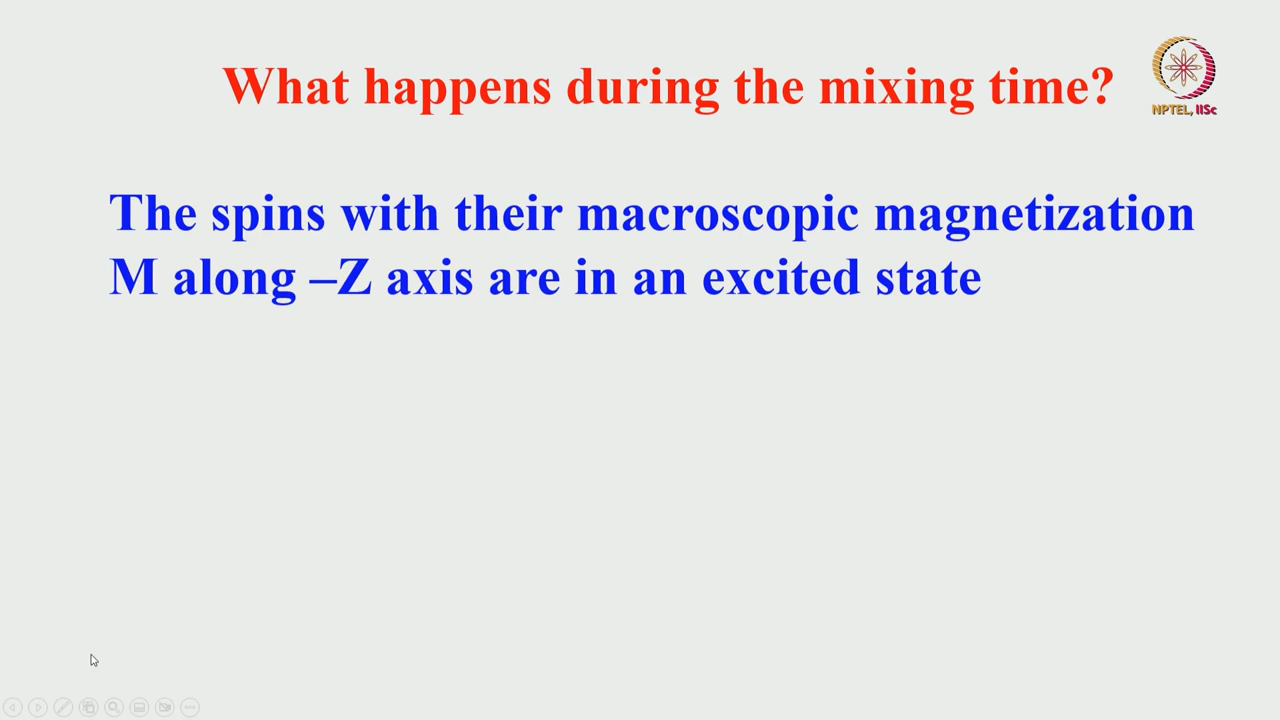 What happens during the mixing time?
NPTEL, IISc
The spins with their macroscopic magnetization
M along –Z axis are in an excited state